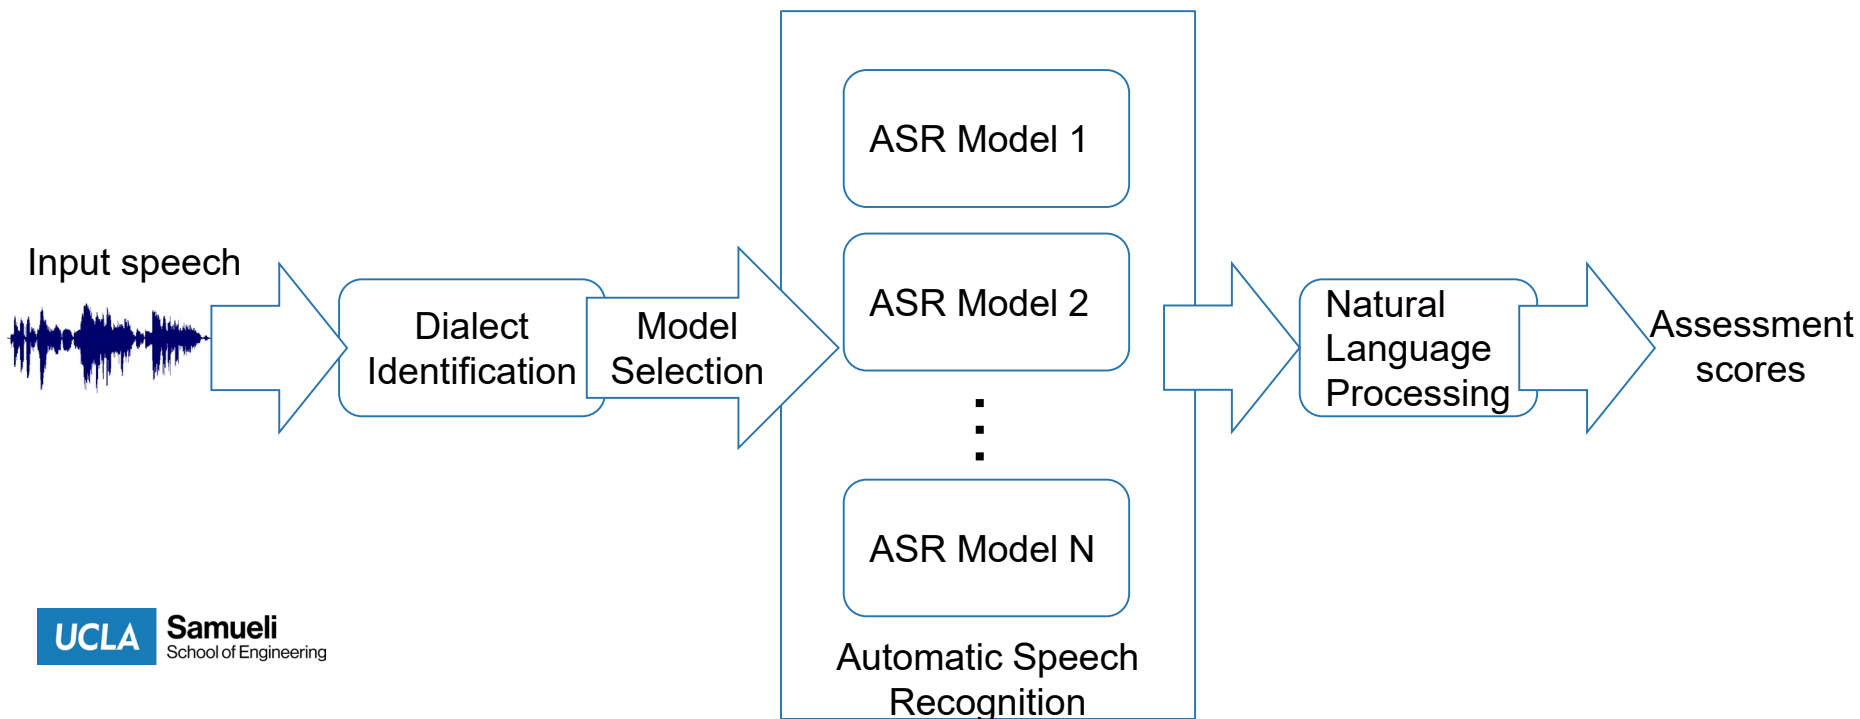 Input speech
Dialect
Identification
Model
Selection
ASR Model 1
ASR Model 2
ASR Model N
Automatic Speech
Recognition
Natural
Language
Processing
Assessment
scores
UCLA
Samueli
School of Engineering